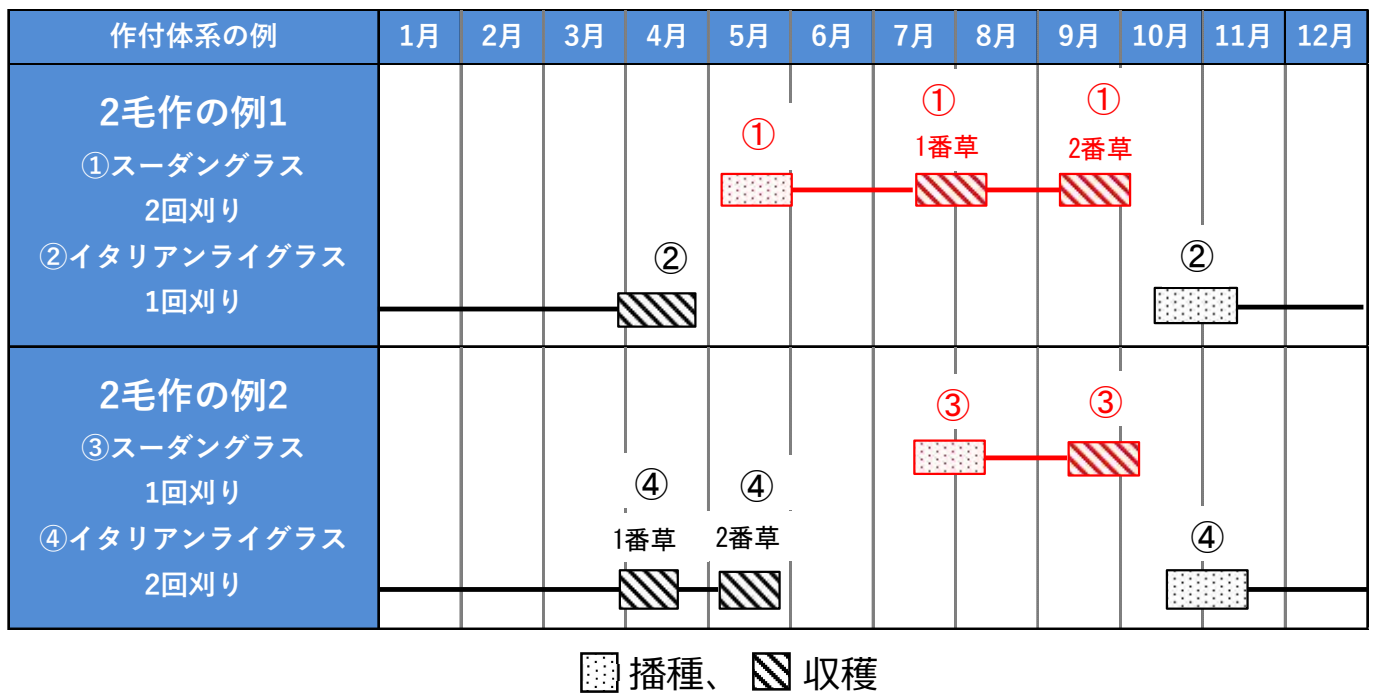 作付体系の例 1月 2月 3月 4月 5月 6月 7月 8月 9月 10月 11月 12月
2毛作の例1
①スーダングラス
2回刈り
②イタリアンライグラス
1回刈り
① ① ①
1番草 2番草
② ②
2毛作の例2
③スーダングラス
1回刈り
④イタリアンライグラス
2回刈り
③ ③
④ ④ ④
1番草 2番草
播種、 収穫